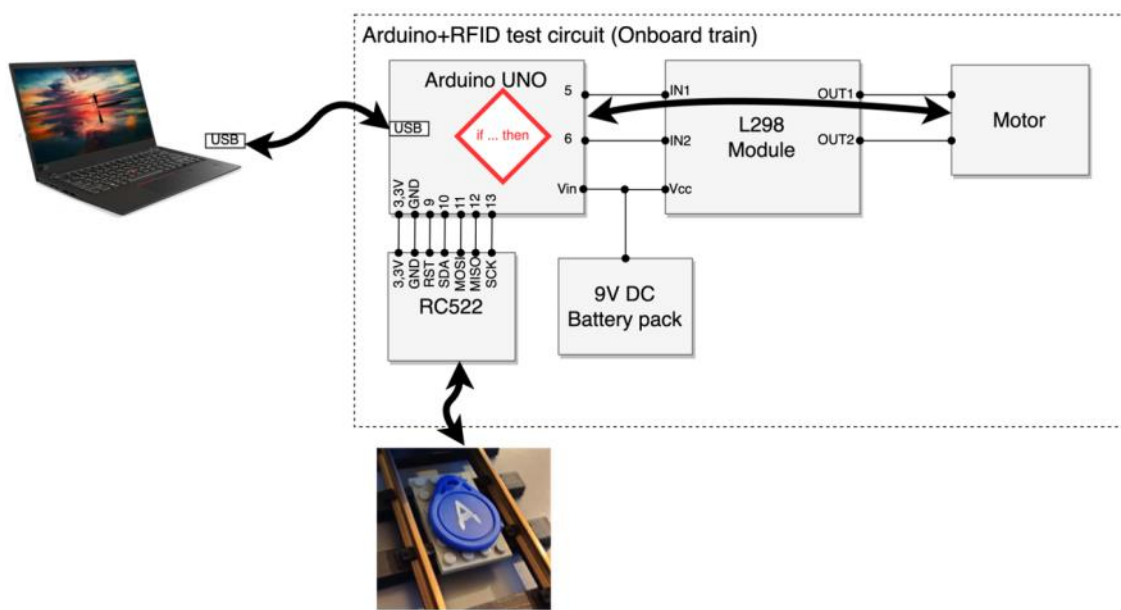 Arduino+RFID test circuit (Onboard train)
Arduino UNO
USB
USB
if ... then
5
6
Vin
IN1
IN2
Vcc
L298
Module
OUT1
OUT2
Motor
3,3V
GND
9
10
11
12
13
3,3V
GND
RST
SDA
MOSI
MISO
SCK
RC522
9V DC
Battery pack
A